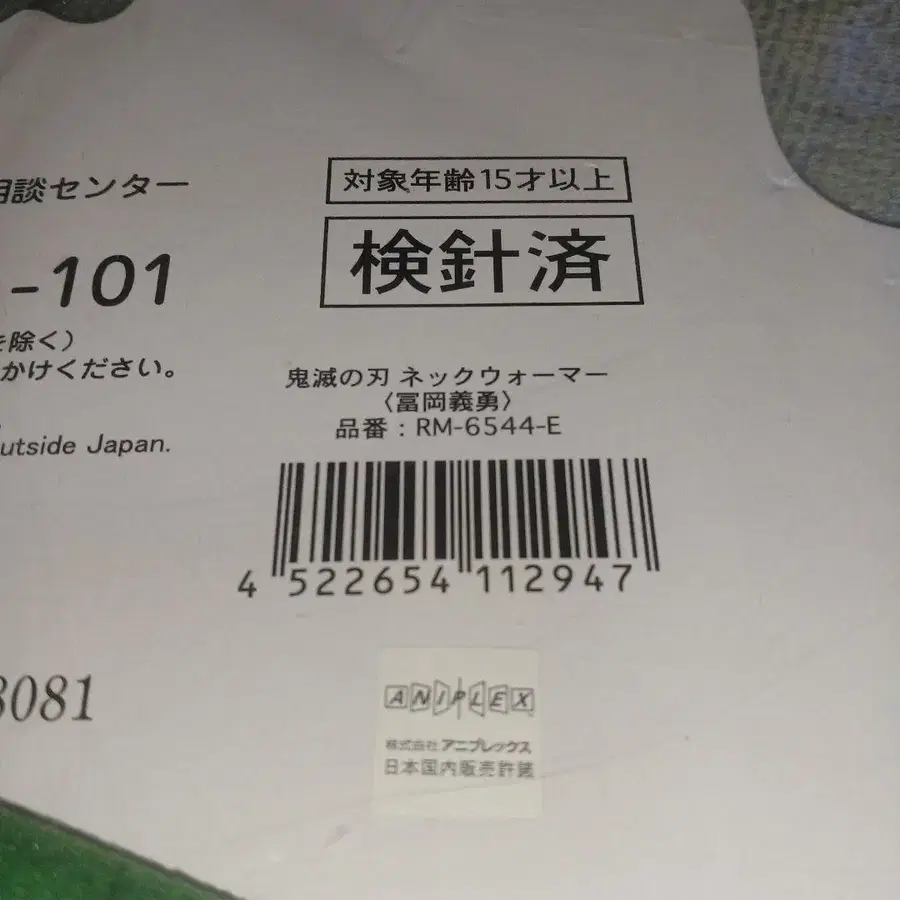 相談センター
-101
を除く）
かけください。
utside Japan.
対象年齢15才以上
検針済
鬼滅の刃 ネックウォーマー
〈冨岡義勇〉
品番：RM-6544-E
4 522654 112947
8081
ANIPLEX
株式会社 アニプレックス
日本国内販売許諾